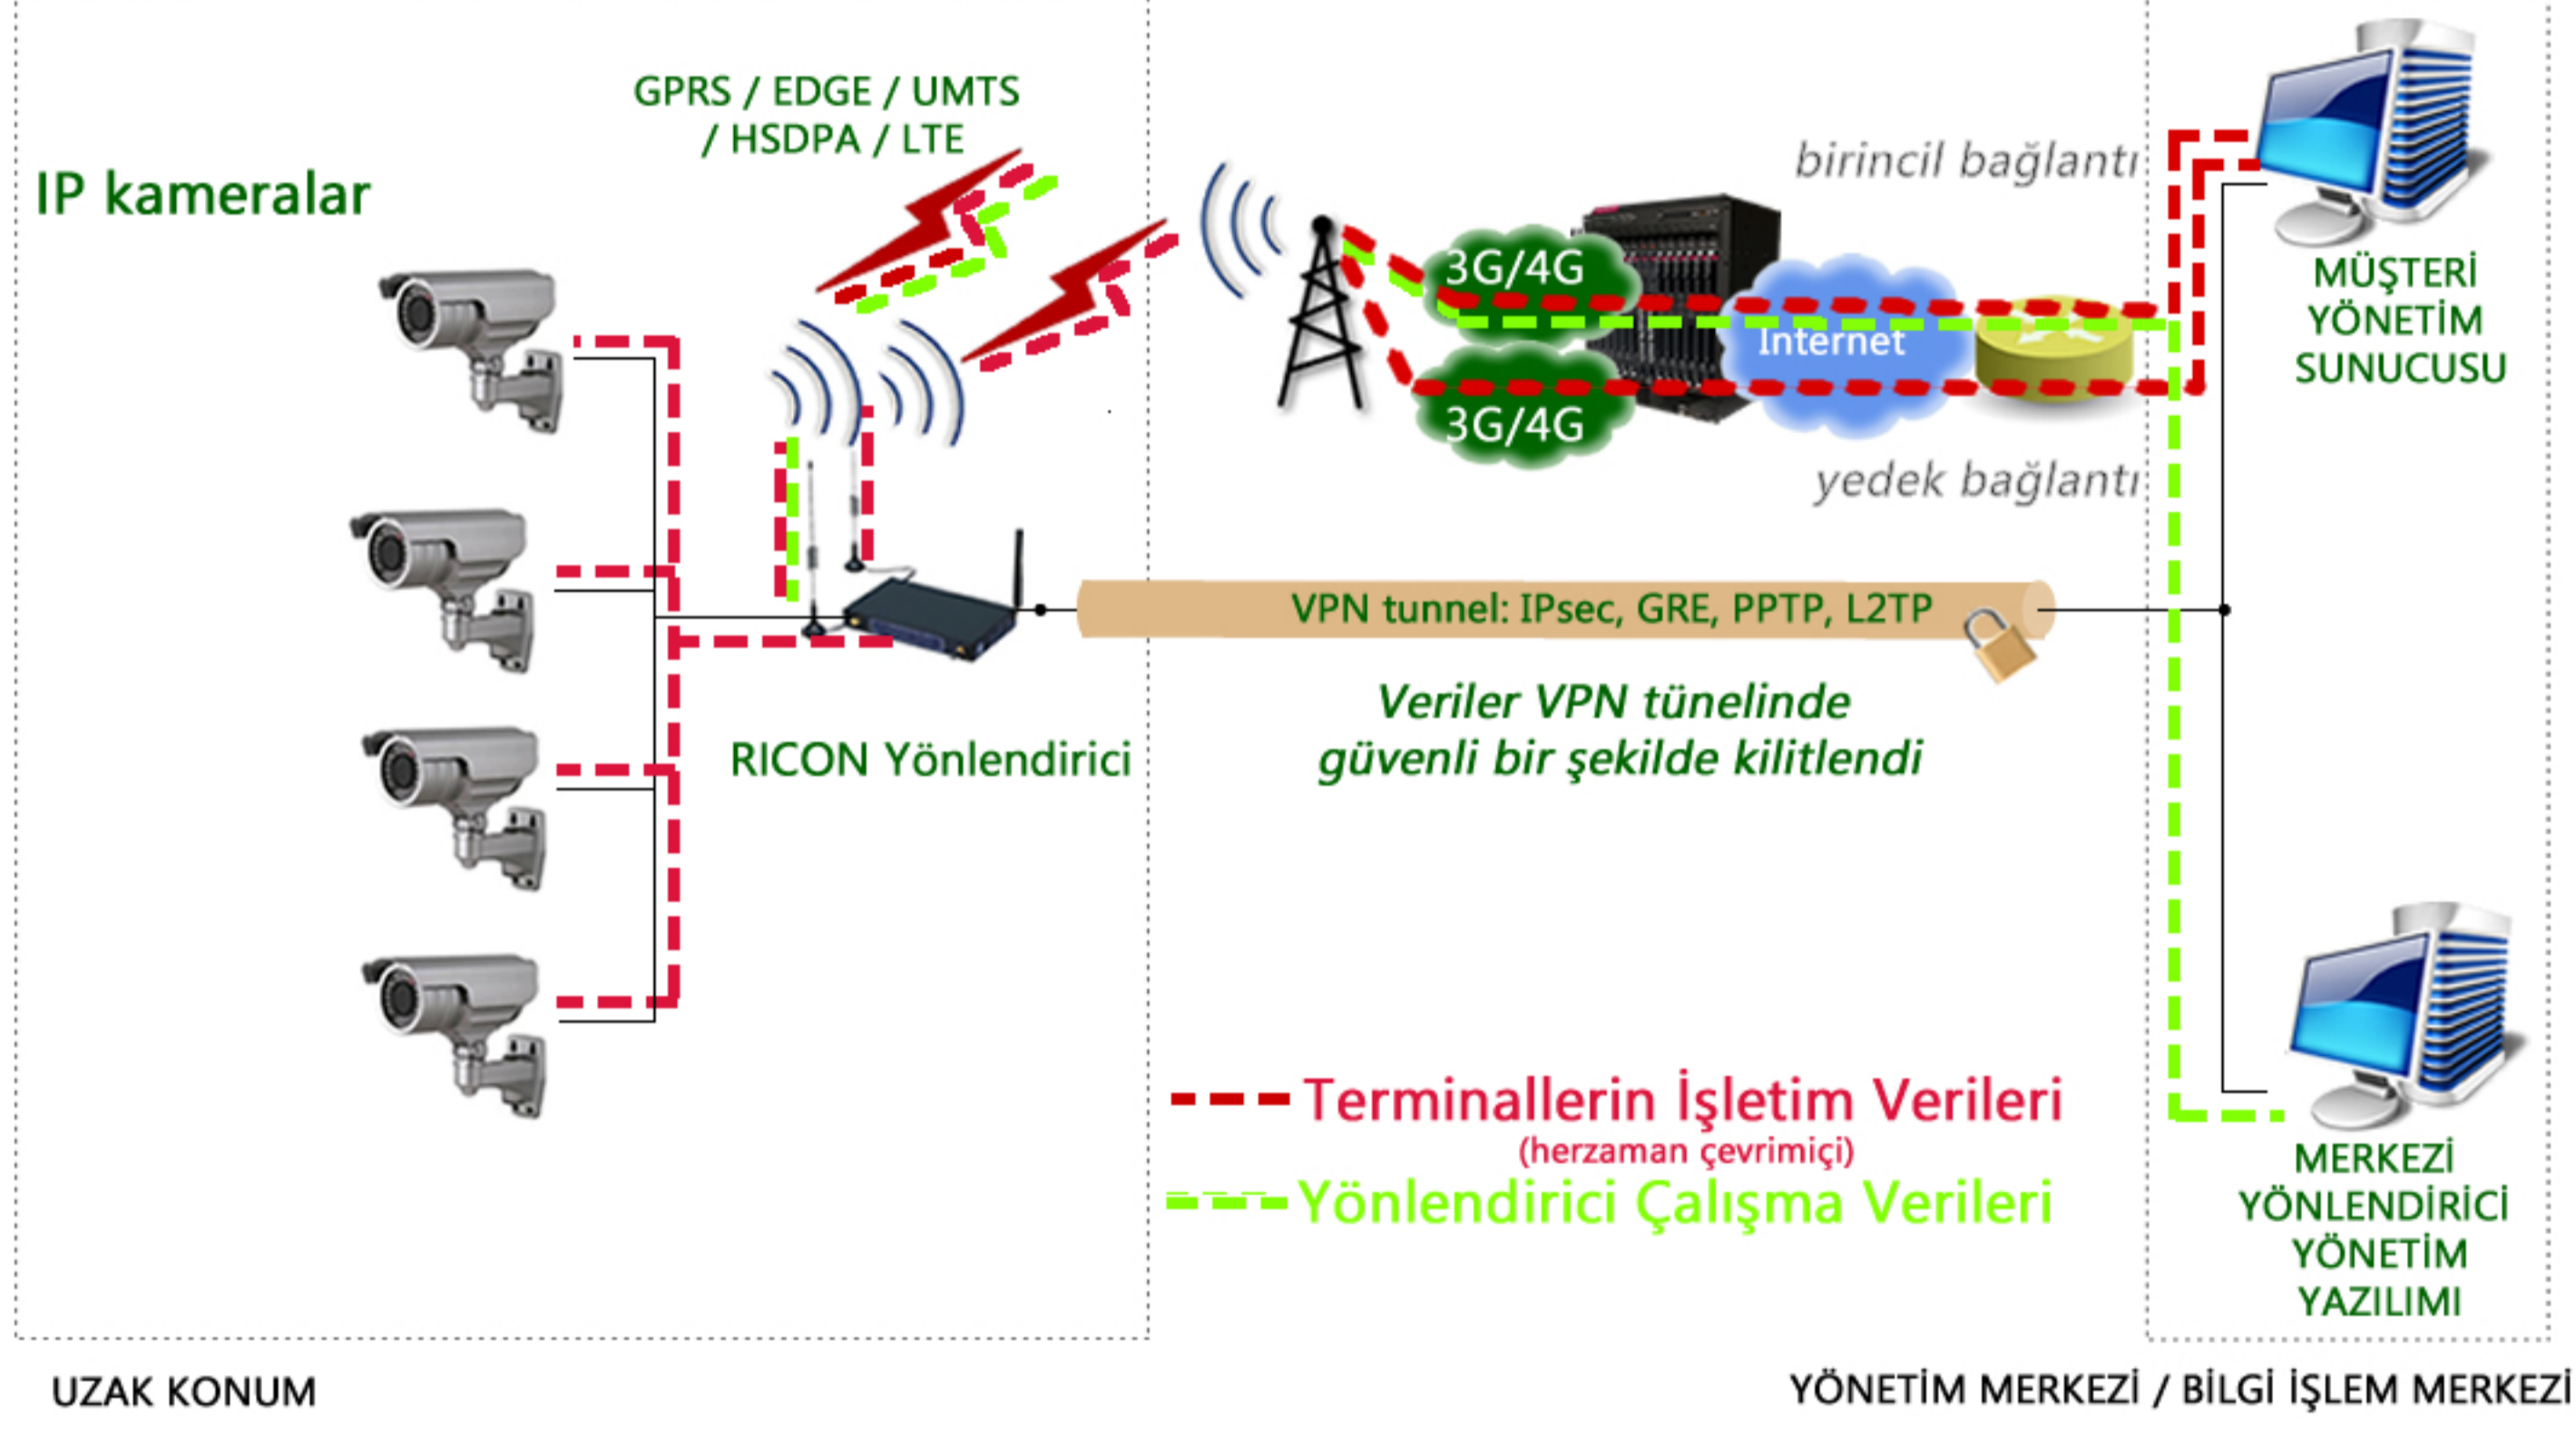 GPRS / EDGE / UMTS
/ HSDPA / LTE
IP kameralar
birincil bağlantı
3G/4G
Internet
3G/4G
yedek bağlantı
MÜŞTERİ
YÖNETİM
SUNUCUSU
VPN tunnel: IPsec, GRE, PPTP, L2TP
Veriler VPN tünelinde
güvenli bir şekilde kilitlendi
RICON Yönlendirici
Terminallerin İşletim Verileri
(herzaman çevrimiçi)
Yönlendirici Çalışma Verileri
MERKEZİ
YÖNLENDİRİCİ
YÖNETİM
YAZILIMI
UZAK KONUM
YÖNETİM MERKEZİ / BİLGİ İŞLEM MERKEZİ